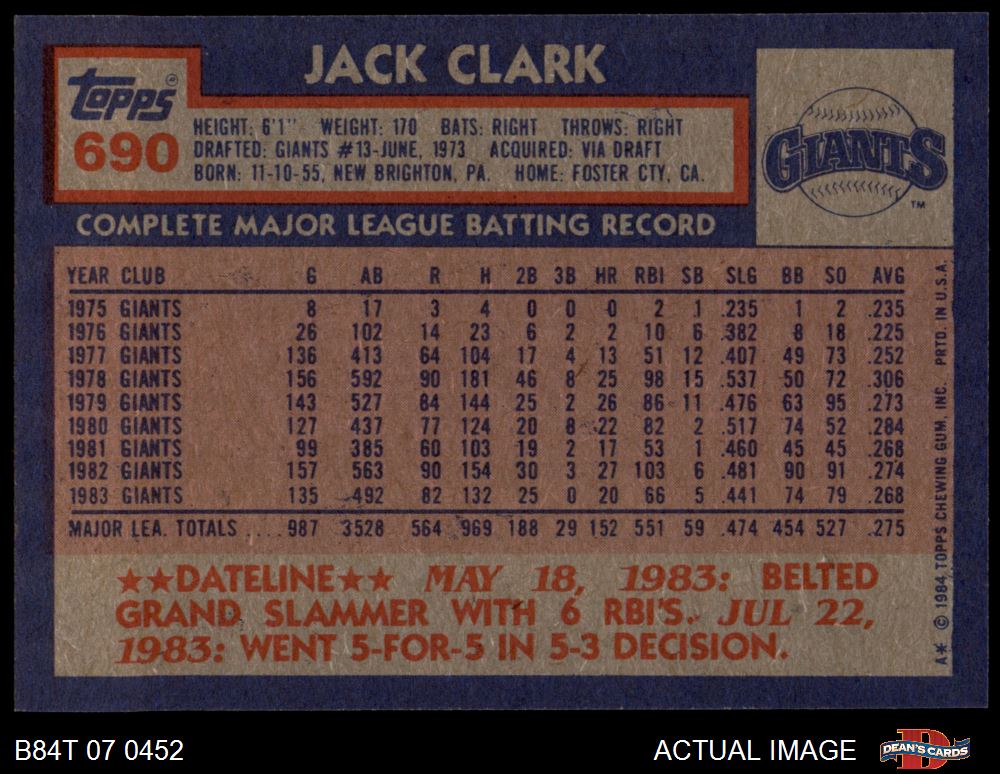 JACK CLARK
Topps
690
HEIGHT: 6'1" WEIGHT: 170 BATS: RIGHT THROWS: RIGHT
DRAFTED: GIANTS #13-JUNE, 1973 ACQUIRED: VIA DRAFT
BORN: 11-10-55, NEW BRIGHTON, PA. HOME: FOSTER CTY, CA.
GIANTS
TM
COMPLETE MAJOR LEAGUE BATTING RECORD
YEAR CLUB G AB R H 2B 3B HR RBI SB SLG BB SO AVG
1975 GIANTS 8 17 3 4 0 0 0 2 1 .235 1 2 .235
1976 GIANTS 26 102 14 23 6 2 2 10 6 .382 8 18 .225
1977 GIANTS 136 413 64 104 17 4 13 51 12 .407 49 73 .252
1978 GIANTS 156 592 90 181 46 8 25 98 15 .537 50 72 .306
1979 GIANTS 143 527 84 144 25 2 26 86 11 .476 63 95 .273
1980 GIANTS 127 437 77 124 20 8 22 82 2 .517 74 52 .284
1981 GIANTS 99 385 60 103 19 2 17 53 1 .460 45 45 .268
1982 GIANTS 157 563 90 154 30 3 27 103 6 .481 90 91 .274
1983 GIANTS 135 492 82 132 25 0 20 66 5 .441 74 79 .268
MAJOR LEA. TOTALS ....987 3528 564 969 188 29 152 551 59 .474 454 527 .275
★★DATELINE★★ MAY 18, 1983: BELTED
GRAND SLAMMER WITH 6 RBI'S. JUL 22,
1983: WENT 5-FOR-5 IN 5-3 DECISION.
A* © 1984 TOPPS CHEWING GUM, INC. PRTD. IN U.S.A.
B84T 07 0452
ACTUAL IMAGE
DEAN'S CARDS